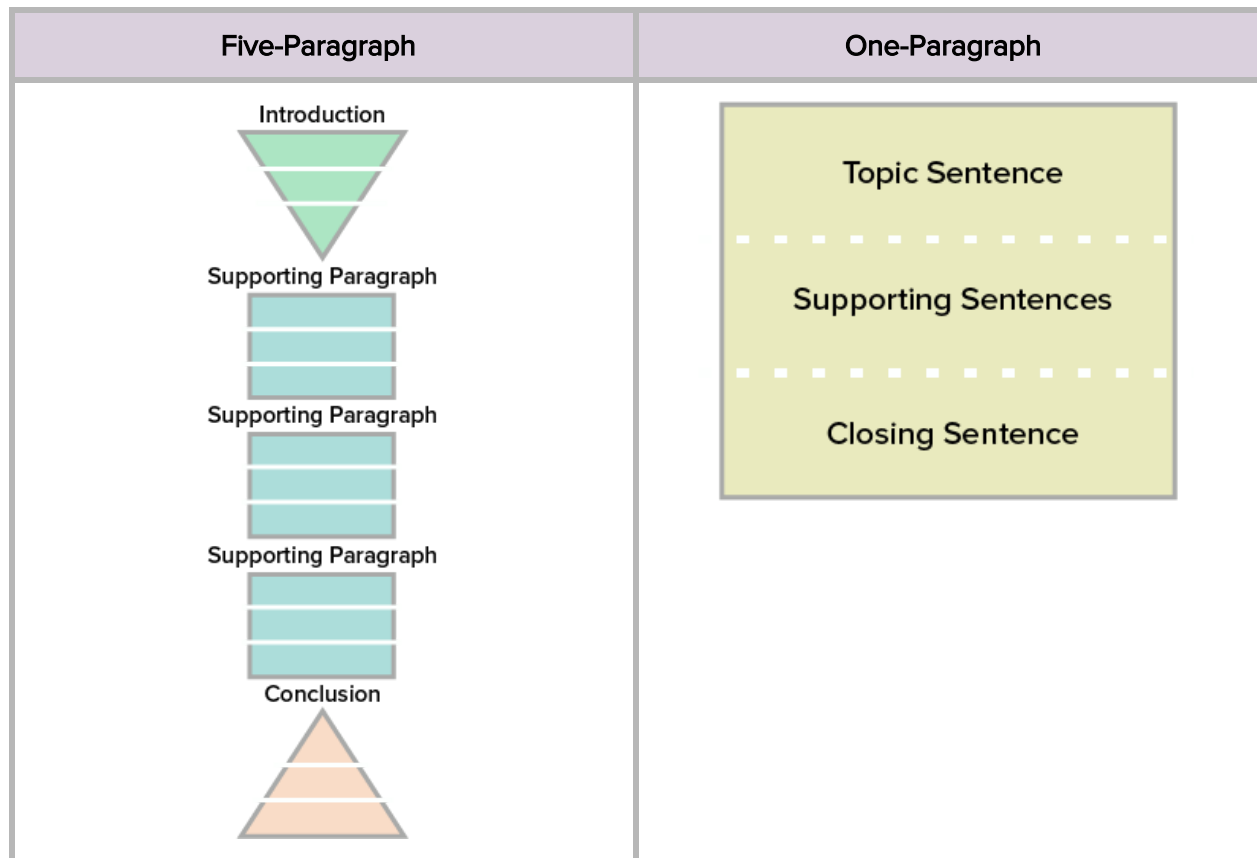 Five-Paragraph
One-Paragraph
Introduction
Supporting Paragraph
Supporting Paragraph
Supporting Paragraph
Conclusion
Topic Sentence
Supporting Sentences
Closing Sentence